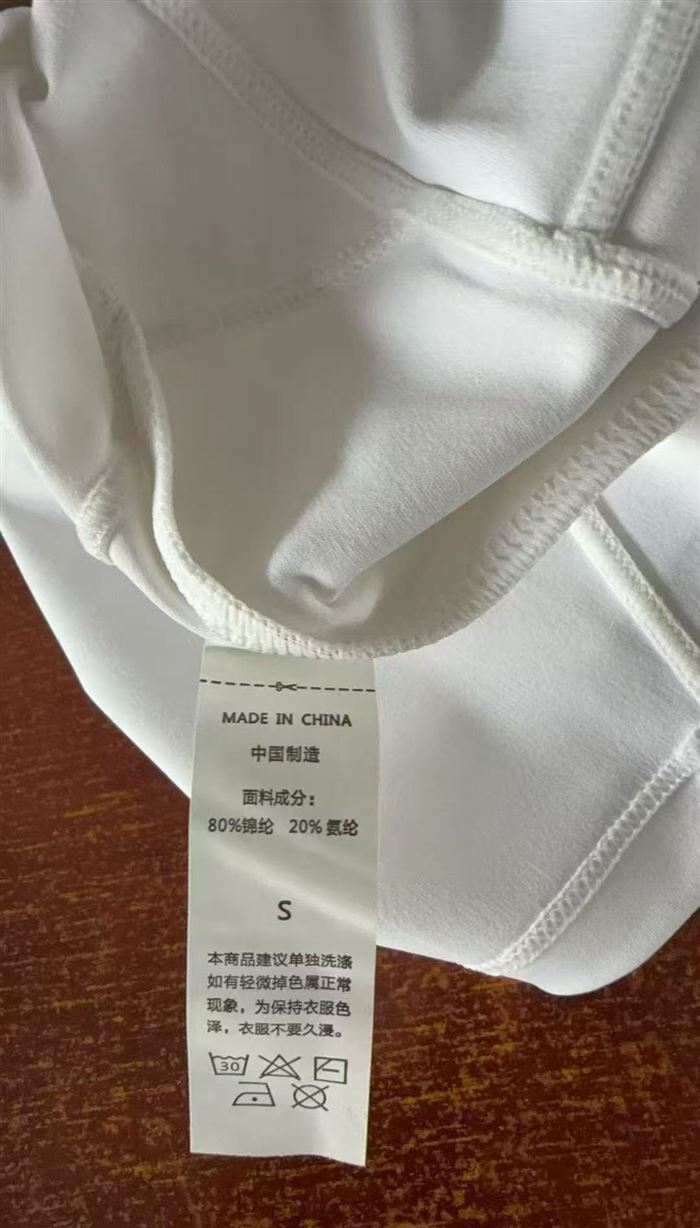 MADE IN CHINA
中国制造
面料成分：
80%锦纶 20%氨纶
S
本商品建议单独洗涤
如有轻微掉色属正常
现象，为保持衣服色
泽，衣服不要久浸。
30